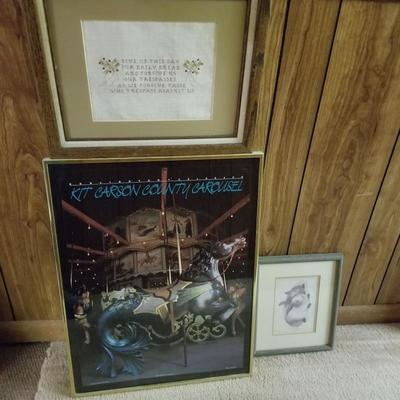 GIVE US THIS DAY
OUR DAILY BREAD
AND FORGIVE US
OUR TRESPASSES
AS WE FORGIVE THOSE
WHO TRESPASS AGAINST US
KIT CARSON COUNTY CAROUSEL